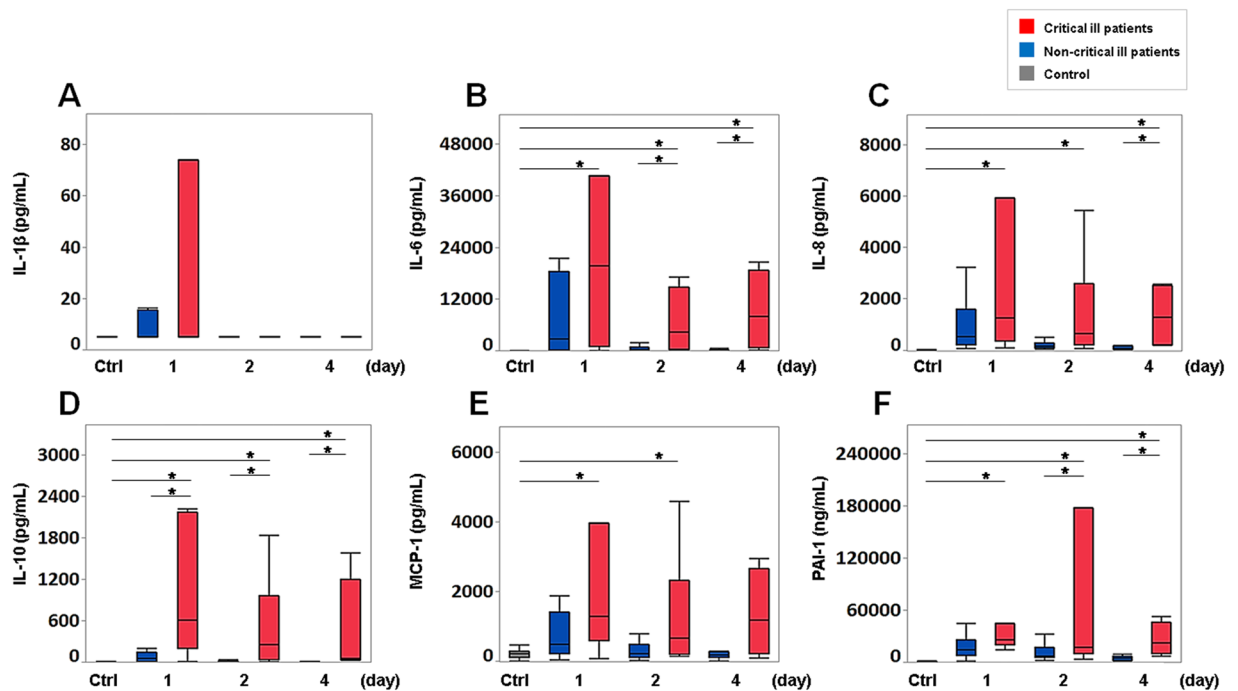 Critical ill patients
Non-critical ill patients
Control
A
IL-1β (pg/mL)
80
60
40
20
0
Ctrl 1 2 4 (day)
B
IL-6 (pg/mL)
48000
36000
24000
12000
0
* * * * *
Ctrl 1 2 4 (day)
C
IL-8 (pg/mL)
8000
6000
4000
2000
0
* * * *
Ctrl 1 2 4 (day)
D
IL-10 (pg/mL)
3000
2400
1800
1200
600
0
* * * * * *
Ctrl 1 2 4 (day)
E
MCP-1 (pg/mL)
6000
4000
2000
0
* *
Ctrl 1 2 4 (day)
F
PAI-1 (ng/mL)
240000
180000
120000
60000
0
* * * * *
Ctrl 1 2 4 (day)